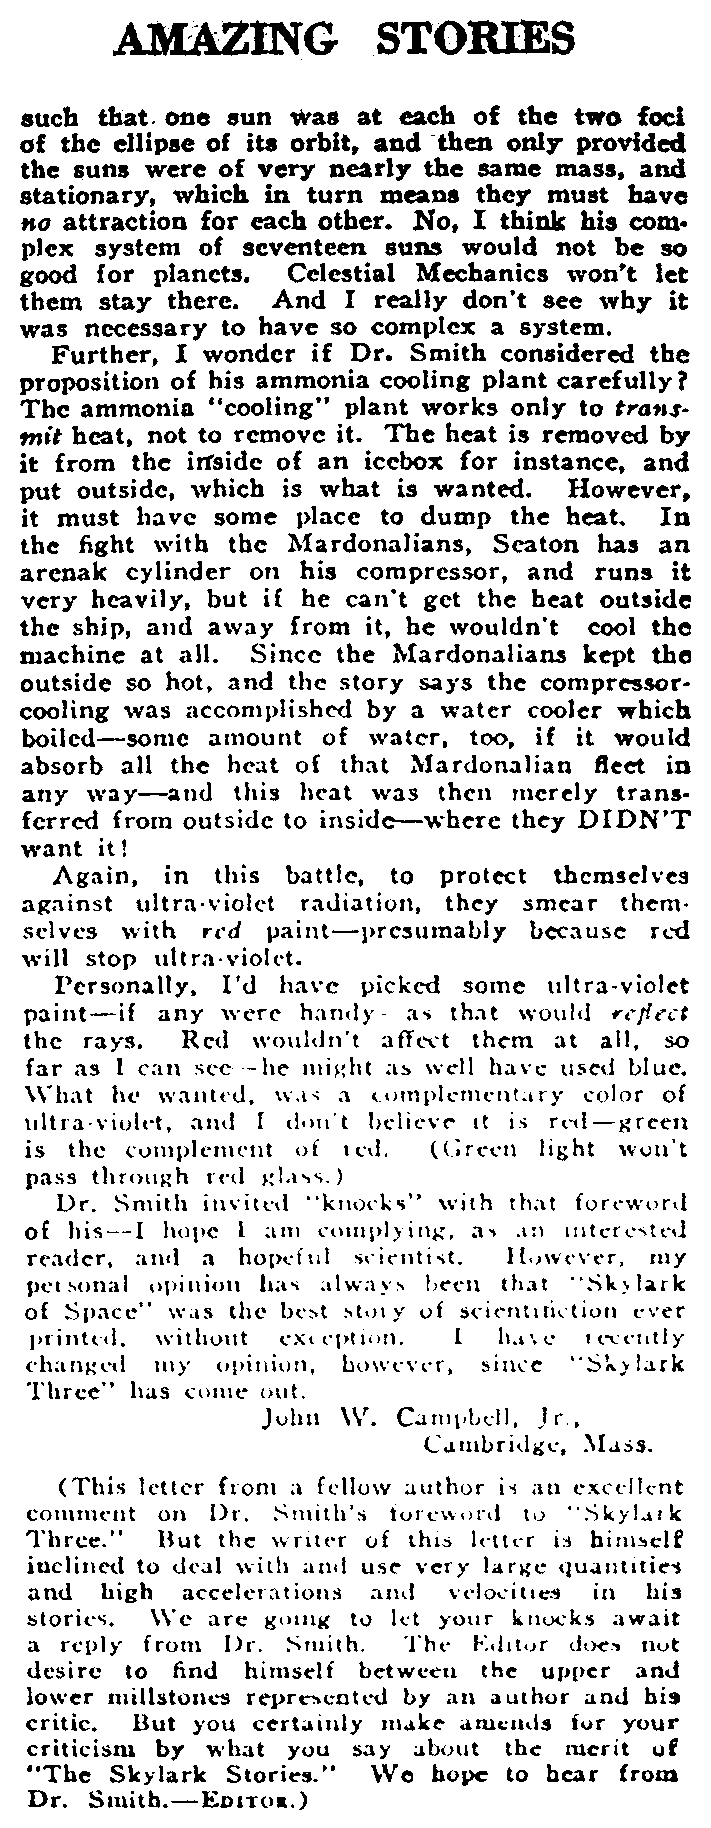 AMAZING STORIES
such that one sun was at each of the two foci
of the ellipse of its orbit, and then only provided
the suns were of very nearly the same mass, and
stationary, which in turn means they must have
no attraction for each other. No, I think his com-
plex system of seventeen suns would not be so
good for planets. Celestial Mechanics won't let
them stay there. And I really don't see why it
was necessary to have so complex a system.
Further, I wonder if Dr. Smith considered the
proposition of his ammonia cooling plant carefully?
The ammonia "cooling" plant works only to trans-
mit heat, not to remove it. The heat is removed by
it from the inside of an icebox for instance, and
put outside, which is what is wanted. However,
it must have some place to dump the heat. In
the fight with the Mardonalians, Seaton has an
arenak cylinder on his compressor, and runs it
very heavily, but if he can't get the heat outside
the ship, and away from it, he wouldn't cool the
machine at all. Since the Mardonalians kept the
outside so hot, and the story says the compressor-
cooling was accomplished by a water cooler which
boiled—some amount of water, too, if it would
absorb all the heat of that Mardonalian fleet in
any way—and this heat was then merely trans-
ferred from outside to inside—where they DIDN'T
want it!
Again, in this battle, to protect themselves
against ultra-violet radiation, they smear them-
selves with red paint—presumably because red
will stop ultra-violet.
Personally, I'd have picked some ultra-violet
paint—if any were handy- as that would reflect
the rays. Red wouldn't affect them at all, so
far as I can see—he might as well have used blue.
What he wanted, was a complementary color of
ultra-violet, and I don't believe it is red—green
is the complement of red. (Green light won't
pass through red glass.)
Dr. Smith invited "knocks" with that foreword
of his—I hope I am complying, as an interested
reader, and a hopeful scientist. However, my
personal opinion has always been that "Skylark
of Space" was the best story of scientifiction ever
printed, without exception. I have recently
changed my opinion, however, since "Skylark
Three" has come out.
John W. Campbell, Jr.,
Cambridge, Mass.
(This letter from a fellow author is an excellent
comment on Dr. Smith's foreword to "Skylark
Three." But the writer of this letter is himself
inclined to deal with and use very large quantities
and high accelerations and velocities in his
stories. We are going to let your knocks await
a reply from Dr. Smith. The Editor does not
desire to find himself between the upper and
lower millstones represented by an author and his
critic. But you certainly make amends for your
criticism by what you say about the merit of
"The Skylark Stories." We hope to hear from
Dr. Smith.—EDITOR.)